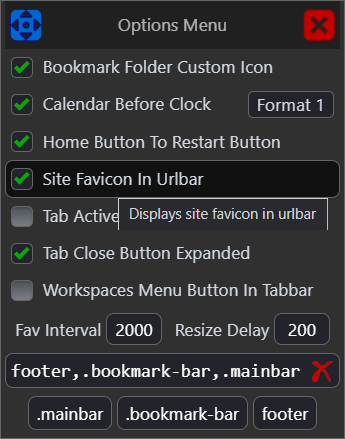 Options Menu
Bookmark Folder Custom Icon
Calendar Before Clock Format 1
Home Button To Restart Button
Site Favicon In Urlbar
Tab Active
Displays site favicon in urlbar
Tab Close Button Expanded
Workspaces Menu Button In Tabbar
Fav Interval 2000 Resize Delay 200
footer,.bookmark-bar,.mainbar
.mainbar .bookmark-bar footer